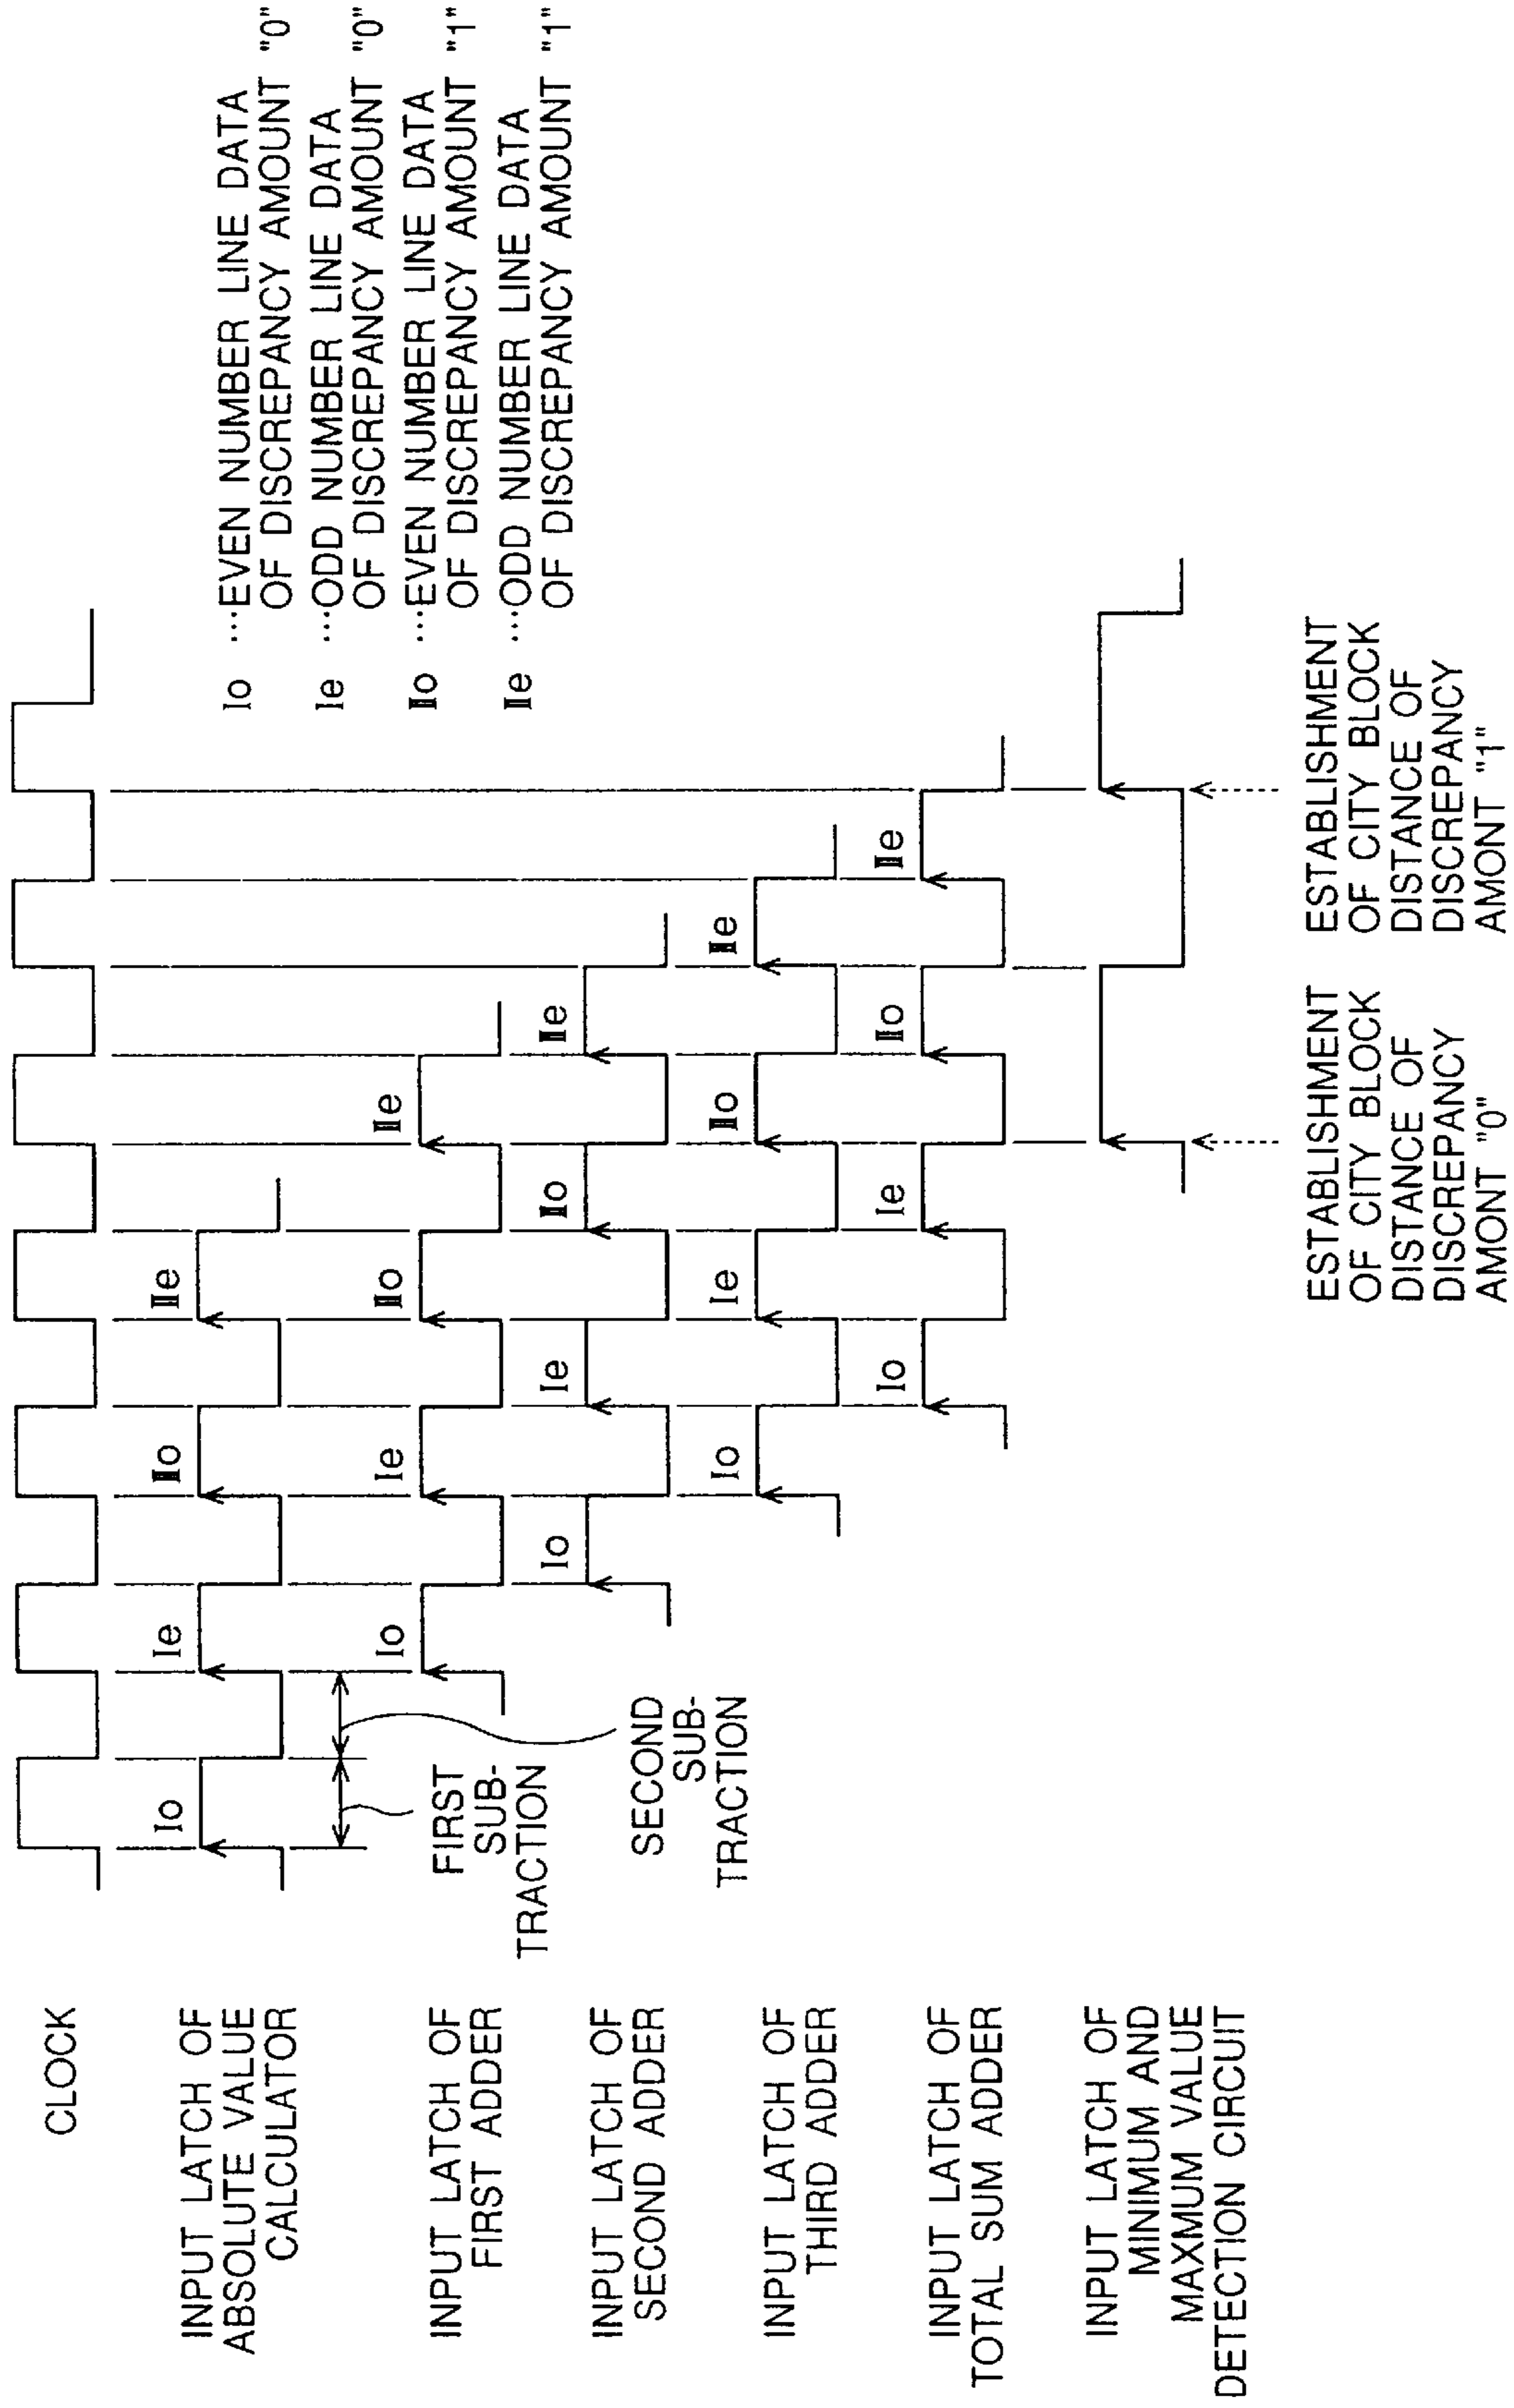 CLOCK
INPUT LATCH OF
ABSOLUTE VALUE
CALCULATOR
Io
Ie
IIo
IIe
FIRST
SUB-
TRACTION
SECOND
SUB-
TRACTION
INPUT LATCH OF
FIRST ADDER
Io
Ie
IIo
IIe
INPUT LATCH OF
SECOND ADDER
Io
Ie
IIo
IIe
INPUT LATCH OF
THIRD ADDER
Io
Ie
IIo
IIe
INPUT LATCH OF
TOTAL SUM ADDER
Io
Ie
IIo
IIe
INPUT LATCH OF
MINIMUM AND
MAXMUM VALUE
DETECTION CIRCUIT
ESTABLISHMENT
OF CITY BLOCK
DISTANCE OF
DISCREPANCY
AMONT "0"
ESTABLISHMENT
OF CITY BLOCK
DISTANCE OF
DISCREPANCY
AMONT "1"
Io ...EVEN NUMBER LINE DATA
OF DISCREPANCY AMOUNT "0"
Ie ...ODD NUMBER LINE DATA
OF DISCREPANCY AMOUNT "0"
IIo ...EVEN NUMBER LINE DATA
OF DISCREPANCY AMOUNT "1"
IIe ...ODD NUMBER LINE DATA
OF DISCREPANCY AMOUNT "1"